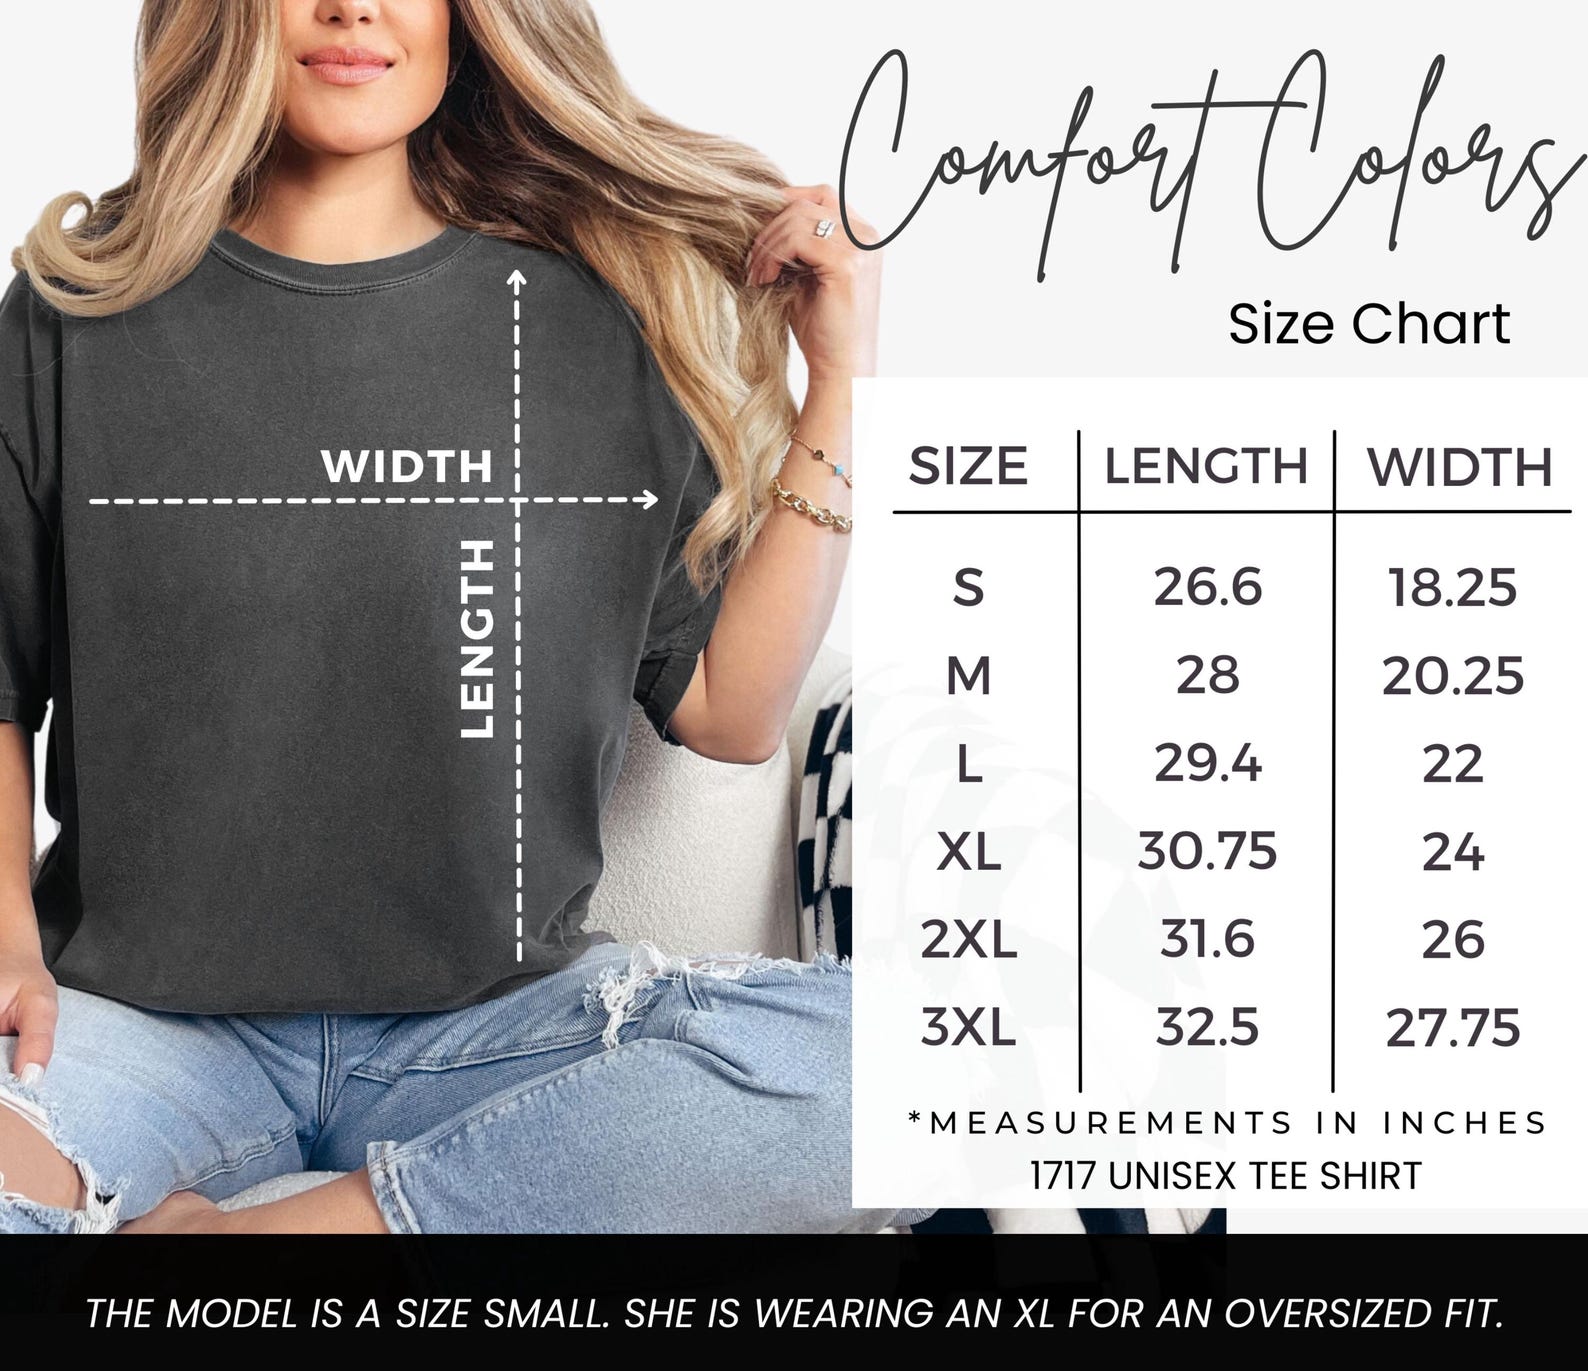 Comfort Colors
Size Chart
WIDTH
LENGTH
SIZE LENGTH WIDTH
S 26.6 18.25
M 28 20.25
L 29.4 22
XL 30.75 24
2XL 31.6 26
3XL 32.5 27.75
*MEASUREMENTS IN INCHES
1717 UNISEX TEE SHIRT
THE MODEL IS A SIZE SMALL. SHE IS WEARING AN XL FOR AN OVERSIZED FIT.